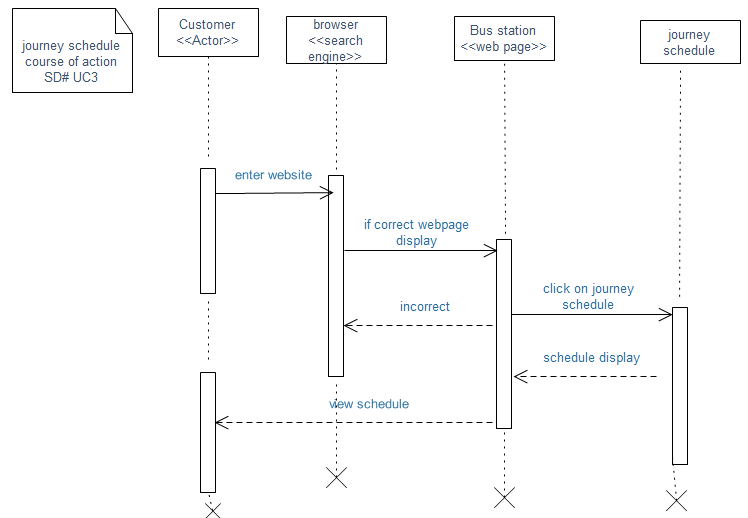 journey schedule
course of action
SD# UC3
Customer
<<Actor>>
browser
<<search
engine>>
Bus station
<<web page>>
journey
schedule
enter website
if correct webpage
display
click on journey
schedule
incorrect
schedule display
view schedule